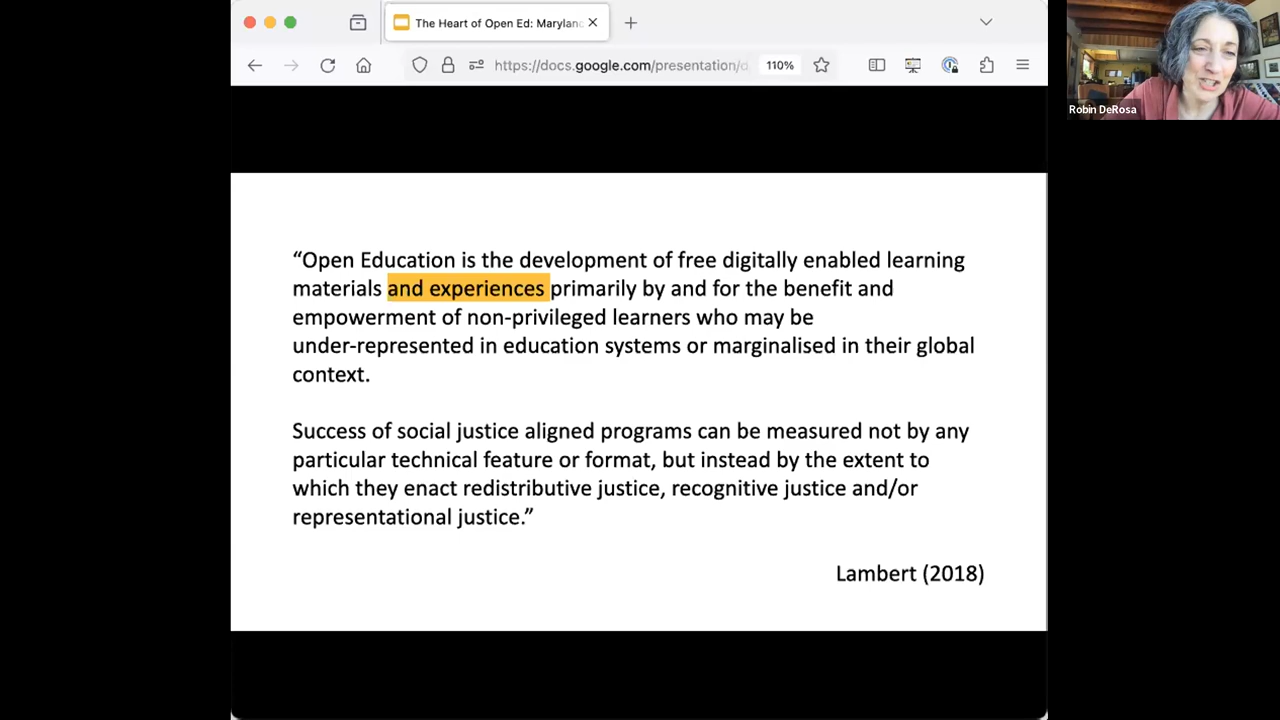 The Heart of Open Ed: Marylan
https://docs.google.com/presentation/d
110%
Robin DeRosa
“Open Education is the development of free digitally enabled learning
materials and experiences primarily by and for the benefit and
empowerment of non-privileged learners who may be
under-represented in education systems or marginalised in their global
context.
Success of social justice aligned programs can be measured not by any
particular technical feature or format, but instead by the extent to
which they enact redistributive justice, recognitive justice and/or
representational justice.”
Lambert (2018)